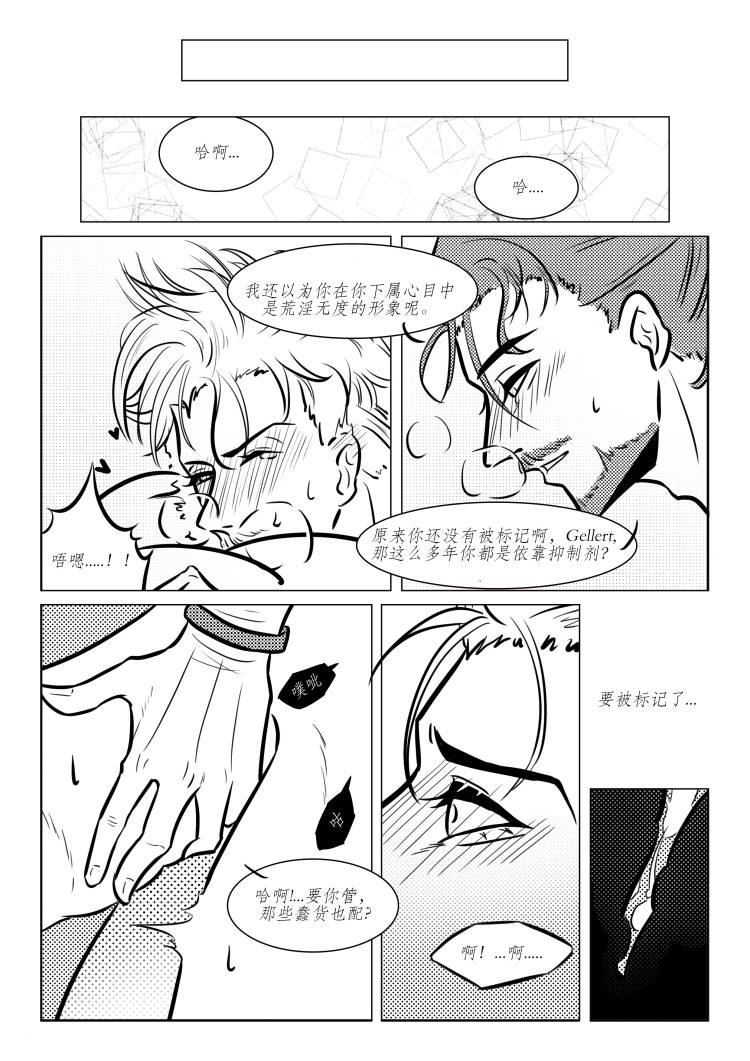 哈啊...
哈....
我还以为你在你下属心目中
是荒淫无度的形象呢。
唔嗯.....！！
原来你还没有被标记啊，Gellert,
那这么多年你都是依靠抑制剂？
噗呲
咕
哈啊!...要你管，
那些蠢货也配?
要被标记了...
啊！...啊.....